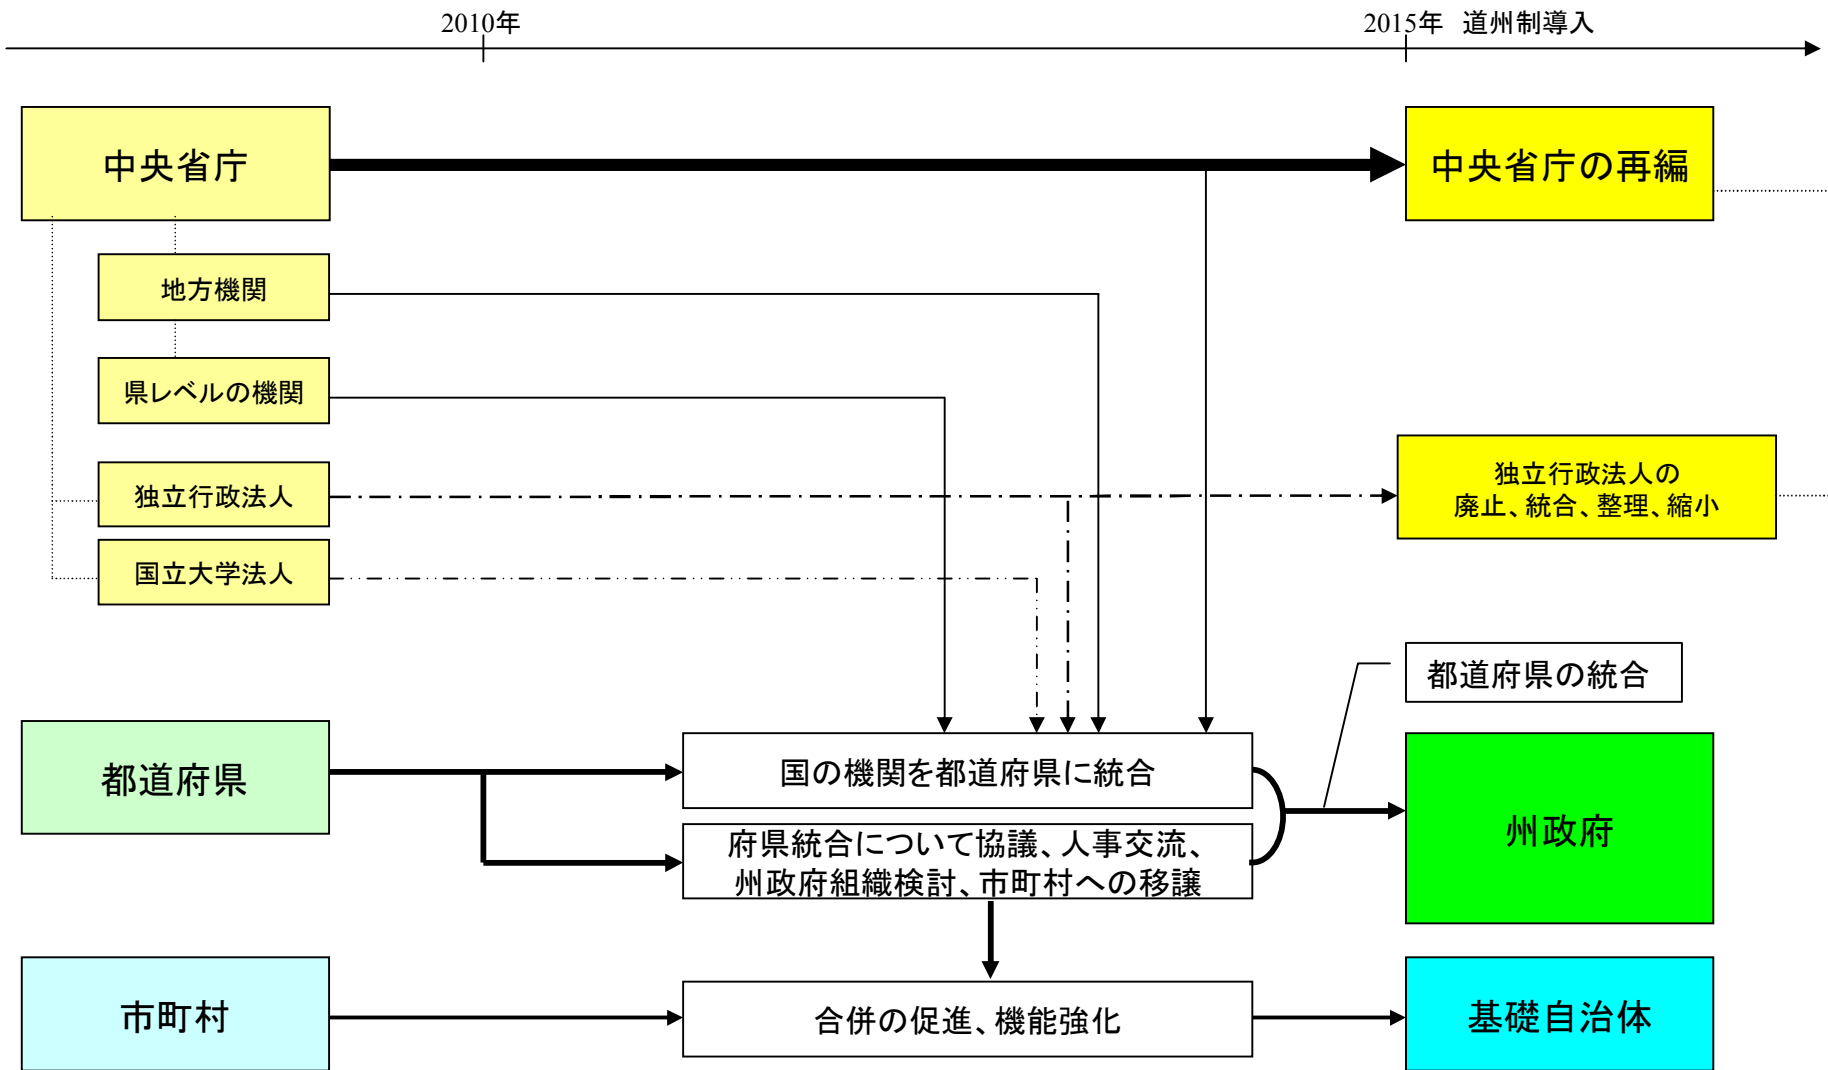 2010年
2015年 道州制導入
中央省庁
中央省庁の再編
地方機関
県レベルの機関
独立行政法人
独立行政法人の
廃止、統合、整理、縮小
国立大学法人
都道府県の統合
都道府県
国の機関を都道府県に統合
州政府
府県統合について協議、人事交流、
州政府組織検討、市町村への移譲
市町村
合併の促進、機能強化
基礎自治体